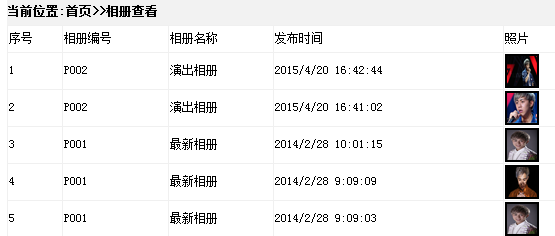 当前位置:首页>>相册查看
序号 相册编号 相册名称 发布时间 照片
1 P002 演出相册 2015/4/20 16:42:44
2 P002 演出相册 2015/4/20 16:41:02
3 P001 最新相册 2014/2/28 10:01:15
4 P001 最新相册 2014/2/28 9:09:09
5 P001 最新相册 2014/2/28 9:09:03